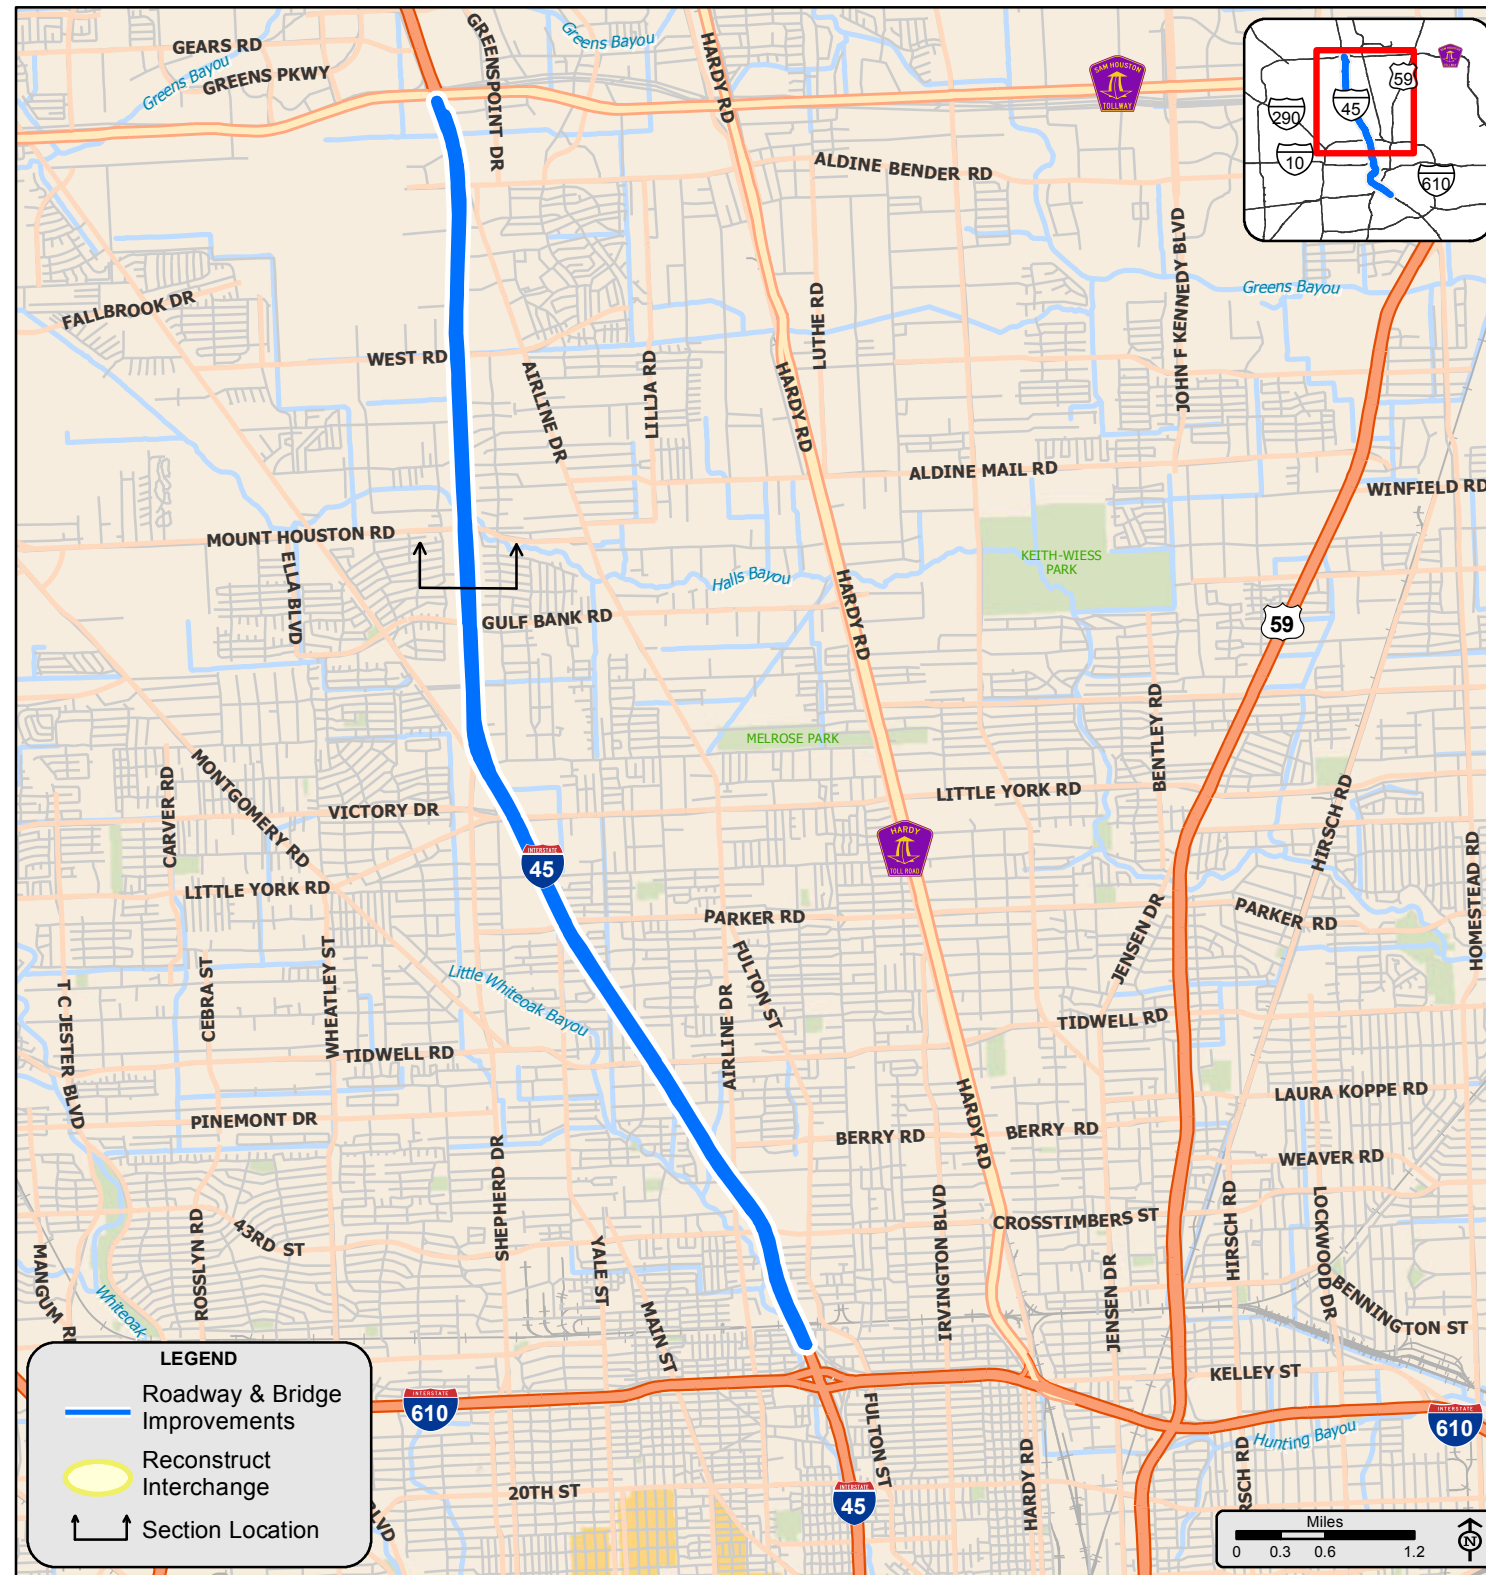 GEARS RD
Greens Bayou
GREENS PKWY
GREENSPOINT DR
Greens Bayou
HARDY RD
SAM HOUSTON
TOLLWAY
59
45
290
10
610
ALDINE BENDER RD
JOHN F KENNEDY BLVD
Greens Bayou
FALLBROOK DR
WEST RD
AIRLINE DR
LILLJA RD
LUTHE RD
HARDY RD
ALDINE MAIL RD
WINFIELD RD
MOUNT HOUSTON RD
ELLA BLVD
Halls Bayou
KEITH-WIESS
PARK
GULF BANK RD
HARDY RD
59
MELROSE PARK
BENTLEY RD
MONTGOMERY RD
CARVER RD
VICTORY DR
LITTLE YORK RD
HIRSCH RD
INTERSTATE
45
HARDY
TOLL ROAD
LITTLE YORK RD
PARKER RD
PARKER RD
HOMESTEAD RD
JENSEN DR
FULTON ST
Little Whiteoak Bayou
T C JESTER BLVD
CEBRA ST
WHEATLEY ST
TIDWELL RD
AIRLINE DR
TIDWELL RD
PINEMONT DR
LAURA KOPPE RD
BERRY RD
HARDY RD
BERRY RD
WEAVER RD
SHEPHERD DR
43RD ST
ROSSLYN RD
MANGUM RD
Whiteoak
YALE ST
MAIN ST
IRVINGTON BLVD
CROSSTIMBERS ST
JENSEN DR
HIRSCH RD
LOCKWOOD DR
BENNINGTON ST
KELLEY ST
INTERSTATE
610
FULTON ST
INTERSTATE
610
Hunting Bayou
20TH ST
INTERSTATE
45
HARDY RD
RSCH RD
BLVD
LEGEND
Roadway & Bridge
Improvements
Reconstruct
Interchange
Section Location
Miles
0 0.3 0.6 1.2
N